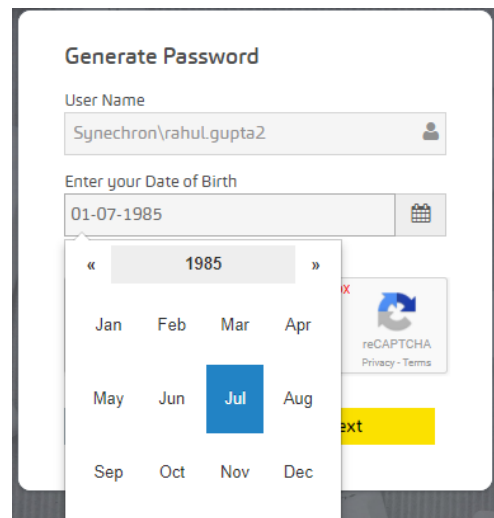 Generate Password
User Name
Synechron\rahul.gupta2
Enter your Date of Birth
01-07-1985
« 1985 »
Jan Feb Mar Apr
reCAPTCHA
Privacy - Terms
May Jun Jul Aug
Sep Oct Nov Dec